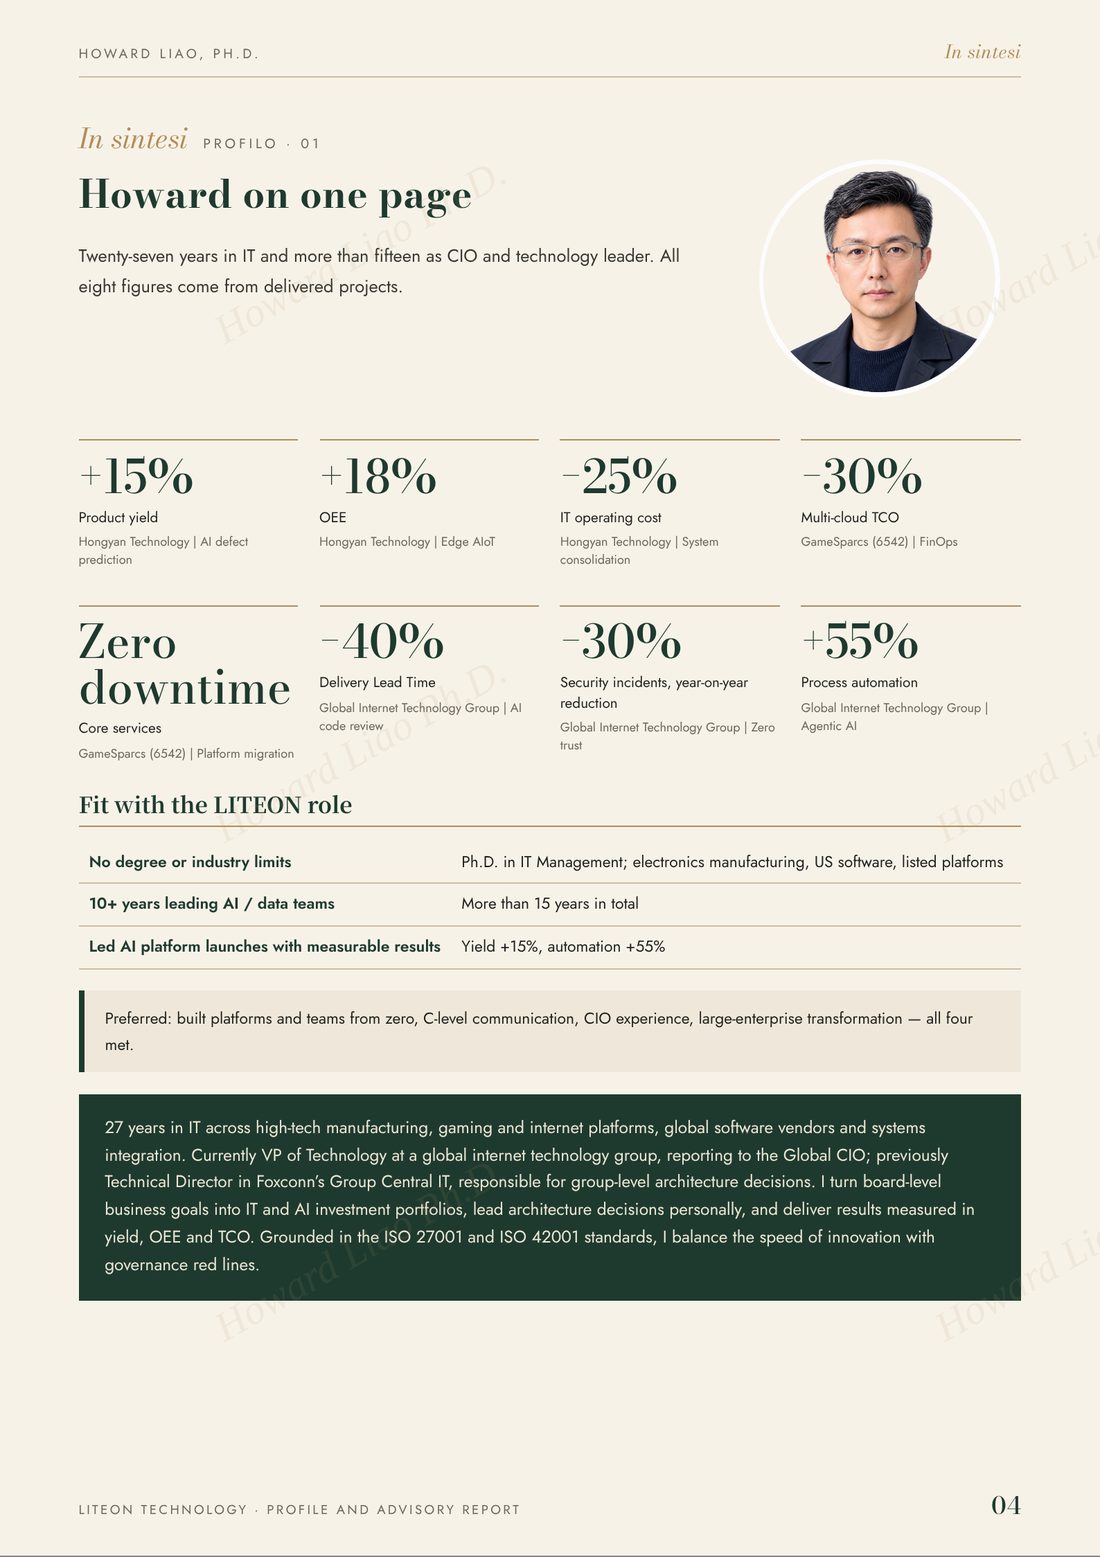 HOWARD LIAO, PH.D.
In sintesi
In sintesi PROFILO · 01
Howard on one page
Twenty-seven years in IT and more than fifteen as CIO and technology leader. All
eight figures come from delivered projects.
+15%
Product yield
Hongyan Technology | AI defect
prediction
+18%
OEE
Hongyan Technology | Edge AIoT
−25%
IT operating cost
Hongyan Technology | System
consolidation
−30%
Multi-cloud TCO
GameSparcs (6542) | FinOps
Zero
downtime
Core services
GameSparcs (6542) | Platform migration
−40%
Delivery Lead Time
Global Internet Technology Group | AI
code review
−30%
Security incidents, year-on-year
reduction
Global Internet Technology Group | Zero
trust
+55%
Process automation
Global Internet Technology Group |
Agentic AI
Fit with the LITEON role
No degree or industry limits Ph.D. in IT Management; electronics manufacturing, US software, listed platforms
10+ years leading AI / data teams More than 15 years in total
Led AI platform launches with measurable results Yield +15%, automation +55%
Preferred: built platforms and teams from zero, C-level communication, CIO experience, large-enterprise transformation — all four
met.
27 years in IT across high-tech manufacturing, gaming and internet platforms, global software vendors and systems
integration. Currently VP of Technology at a global internet technology group, reporting to the Global CIO; previously
Technical Director in Foxconn’s Group Central IT, responsible for group-level architecture decisions. I turn board-level
business goals into IT and AI investment portfolios, lead architecture decisions personally, and deliver results measured in
yield, OEE and TCO. Grounded in the ISO 27001 and ISO 42001 standards, I balance the speed of innovation with
governance red lines.
LITEON TECHNOLOGY · PROFILE AND ADVISORY REPORT
04
Howard Liao Ph.D.
Howard Liao Ph.D.
Howard Liao Ph.D.